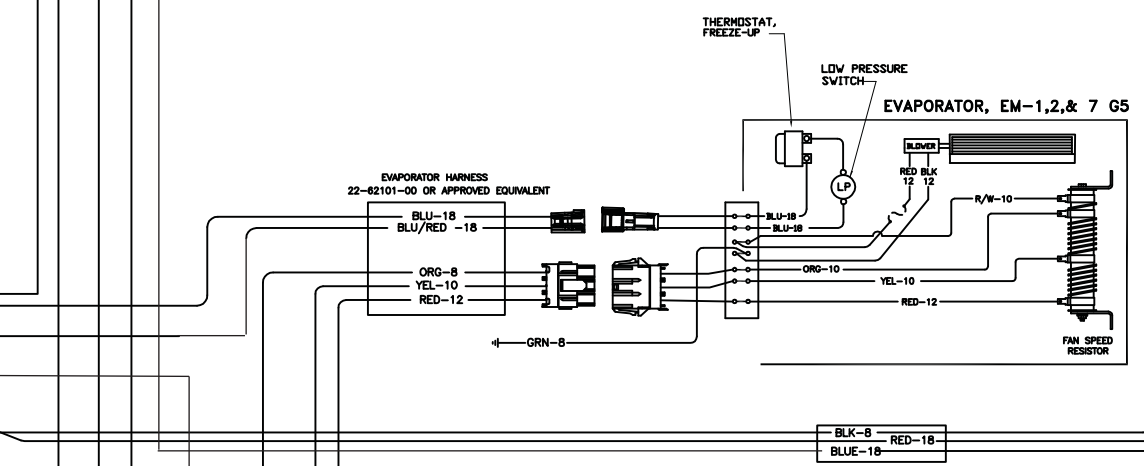 THERMOSTAT,
FREEZE-UP
LOW PRESSURE
SWITCH
EVAPORATOR, EM-1,2,& 7 G5
BLOWER
RED BLK
12 12
LP
EVAPORATOR HARNESS
22-62101-00 OR APPROVED EQUIVALENT
R/W-10
BLU-18
BLU-18
BLU/RED -18
BLU-18
ORG-8
ORG-10
YEL-10
YEL-10
RED-12
RED-12
GRN-8
FAN SPEED
RESISTOR
BLK-8
RED-18
BLUE-18